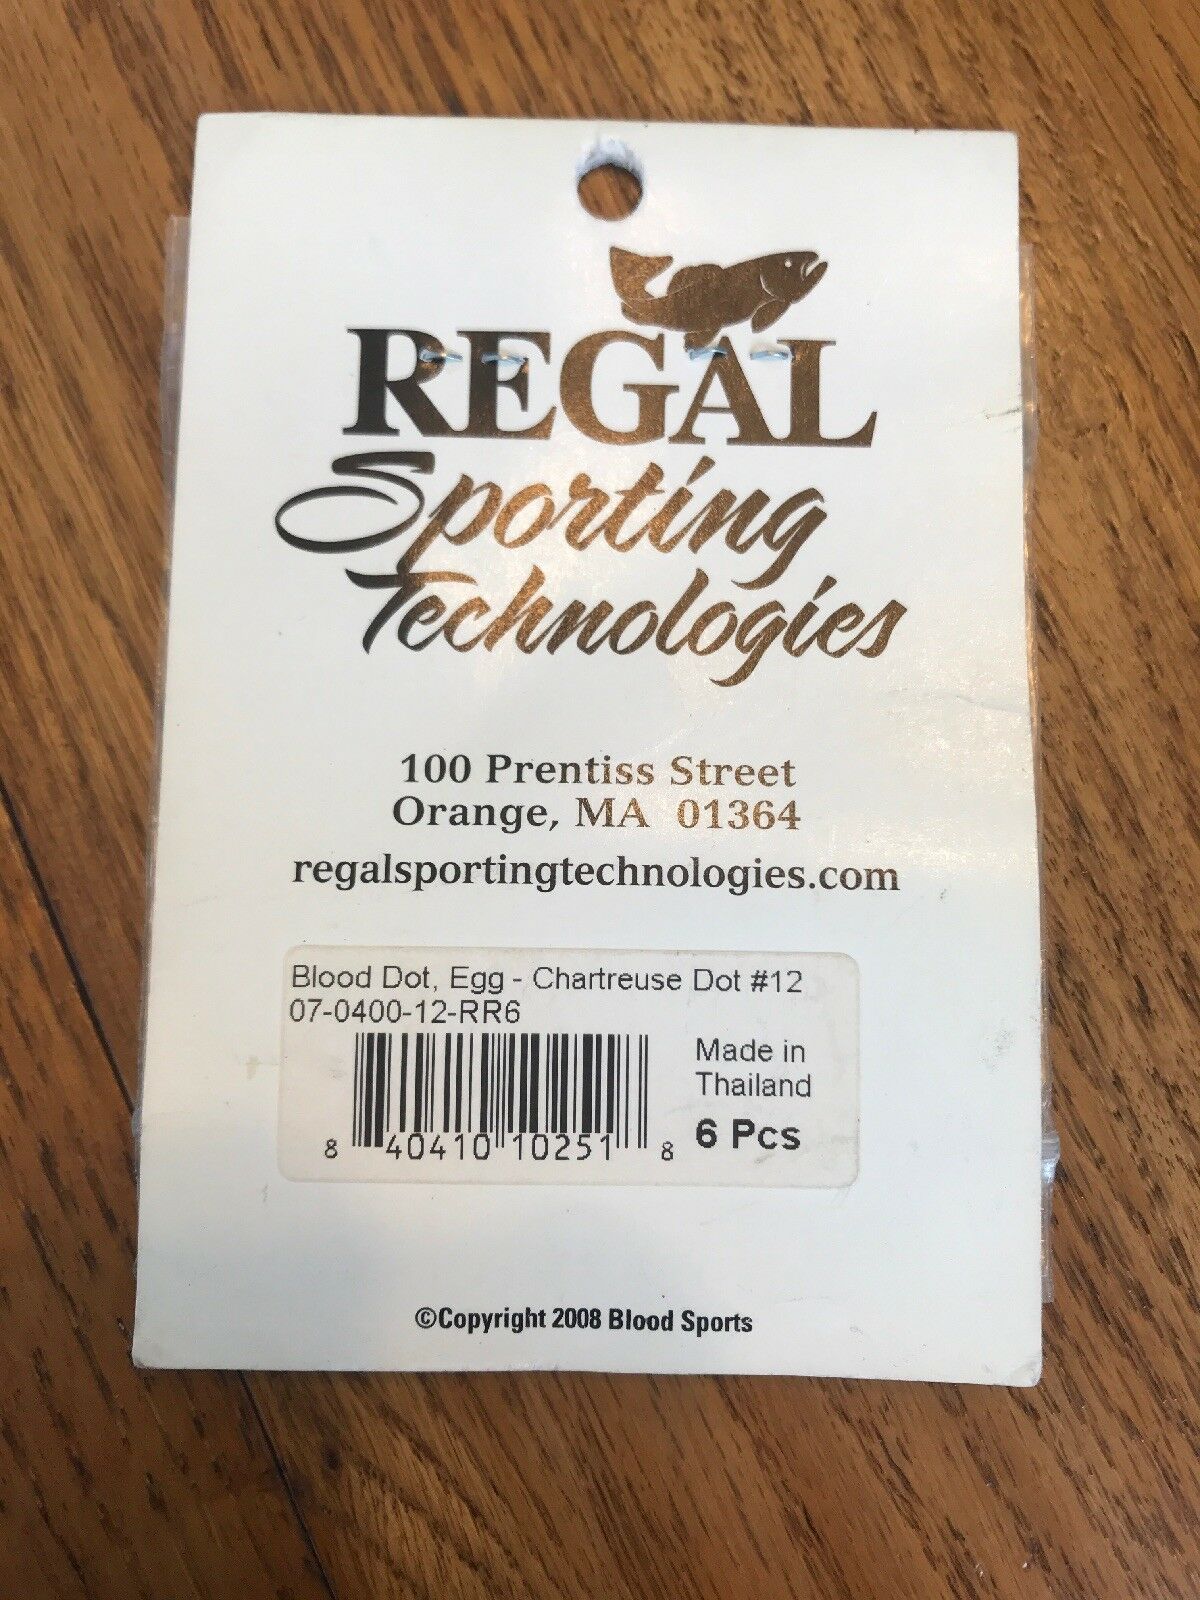 REGAL
Sporting
Technologies
100 Prentiss Street
Orange, MA 01364
regalsportingtechnologies.com
Blood Dot, Egg - Chartreuse Dot #12
07-0400-12-RR6
Made in
Thailand
6 Pcs
8 40410 10251 8
©Copyright 2008 Blood Sports